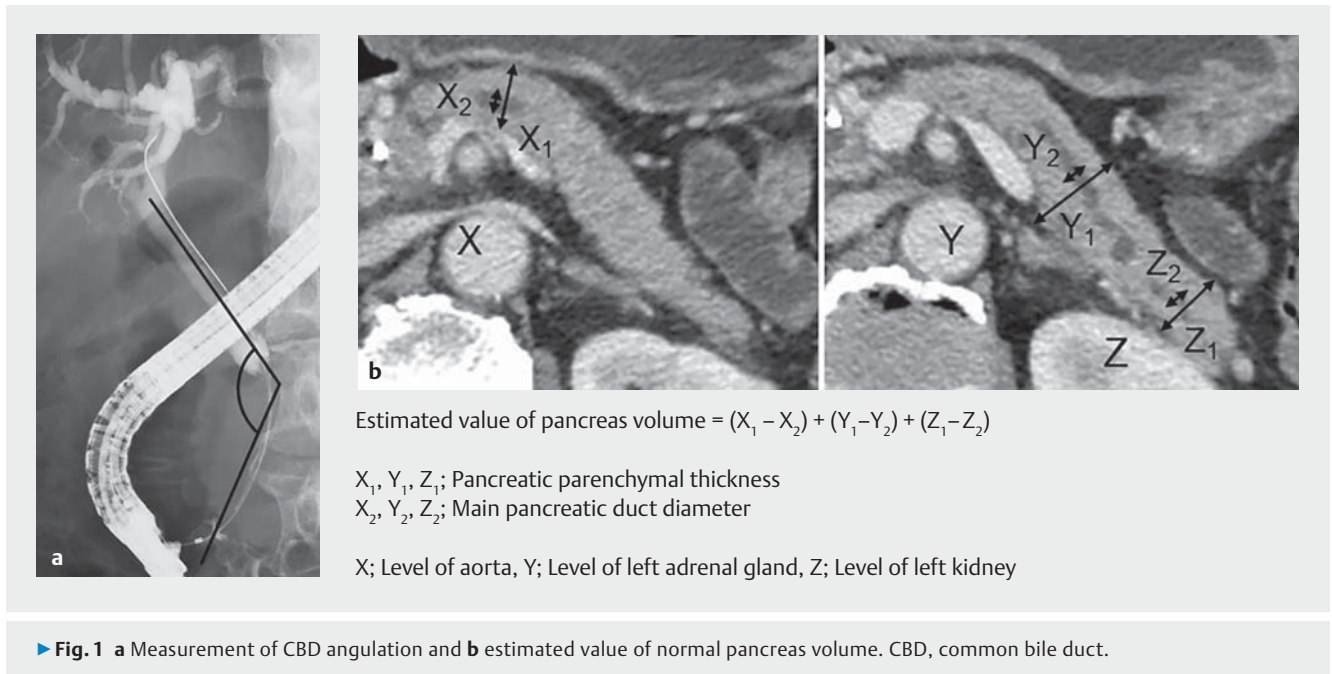 a
X₂
X₁
X
b
Y₂
Y₁
Y
Z₂
Z₁
Z
Estimated value of pancreas volume = (X₁ – X₂) + (Y₁–Y₂) + (Z₁–Z₂)
X₁, Y₁, Z₁; Pancreatic parenchymal thickness
X₂, Y₂, Z₂; Main pancreatic duct diameter
X; Level of aorta, Y; Level of left adrenal gland, Z; Level of left kidney
▶ Fig. 1 a Measurement of CBD angulation and b estimated value of normal pancreas volume. CBD, common bile duct.